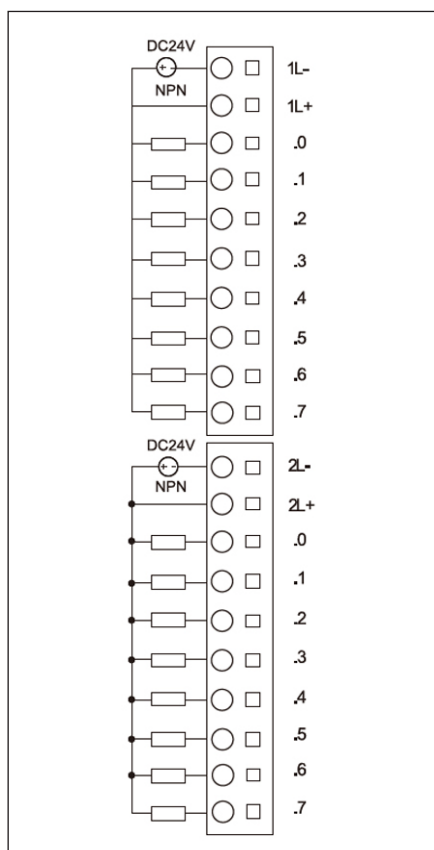 DC24V
1L-
NPN
1L+
.0
.1
.2
.3
.4
.5
.6
.7
DC24V
2L-
NPN
2L+
.0
.1
.2
.3
.4
.5
.6
.7